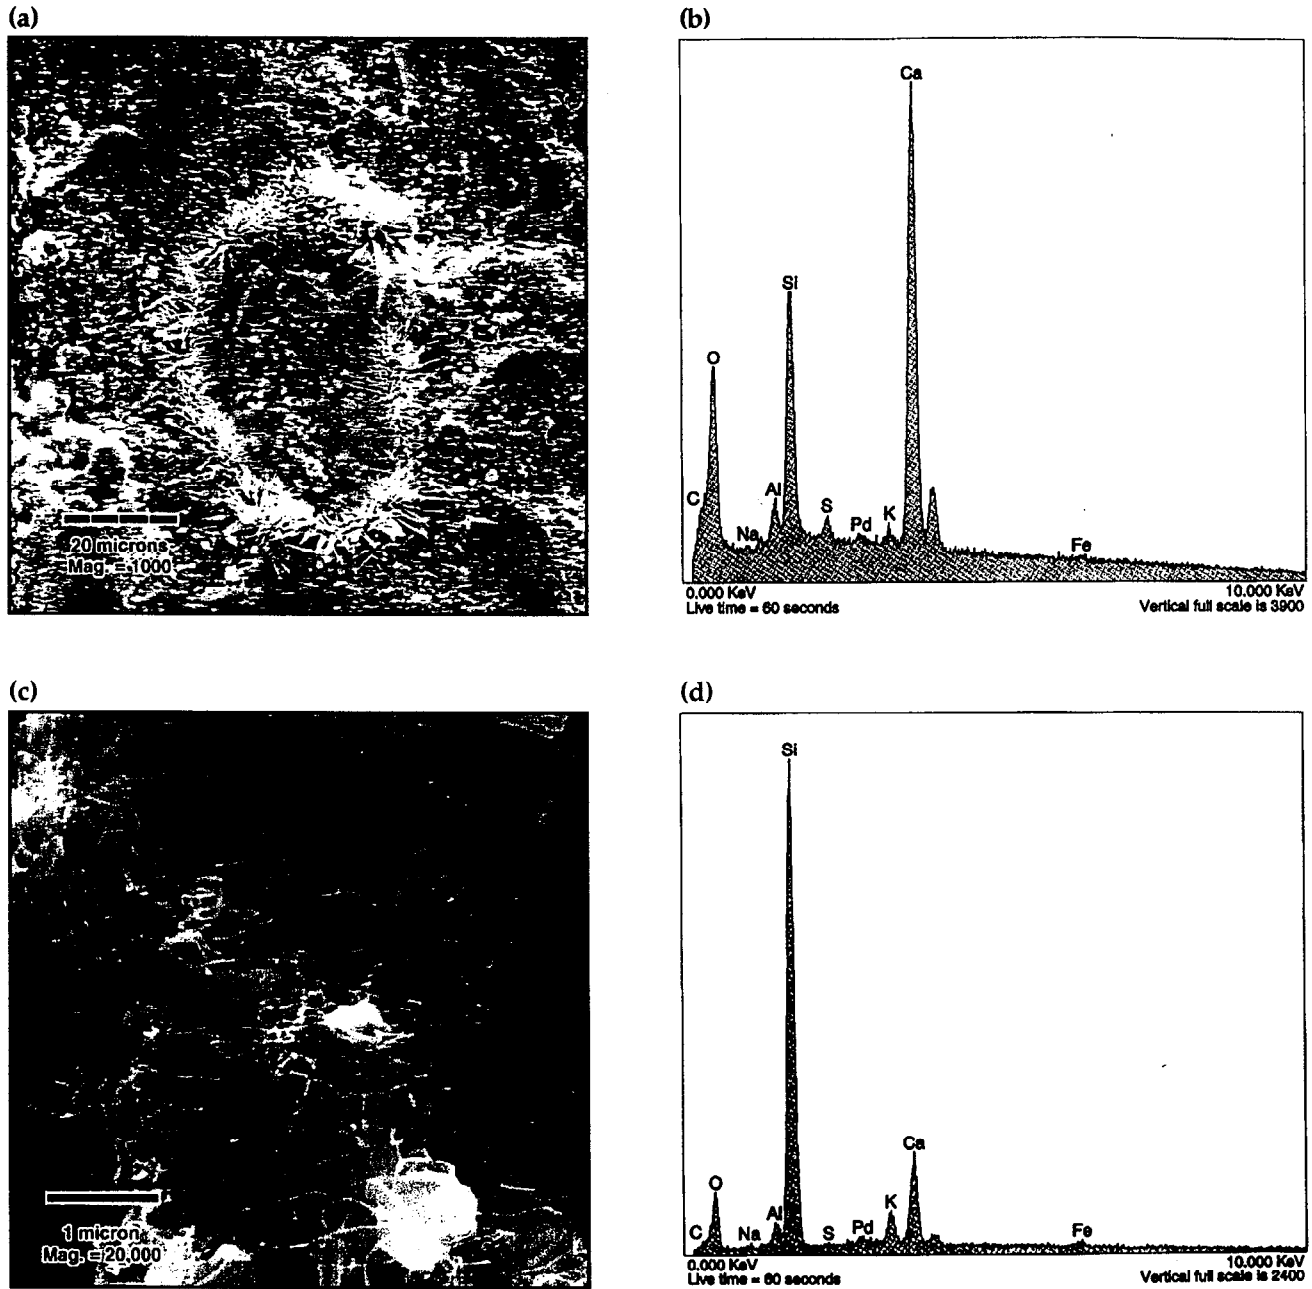 (a)
(b)
20 microns
Mag. = 1000
Ca
Si
O
C
Na
Al
S
Pd
K
Fe
0.000 KeV
10.000 KeV
Live time = 60 seconds
Vertical full scale is 3900
(c)
(d)
1 micron
Mag. = 20,000
Si
Ca
O
C
Na
Al
S
Pd
K
Fe
0.000 KeV
10.000 KeV
Live time = 60 seconds
Vertical full scale is 2400